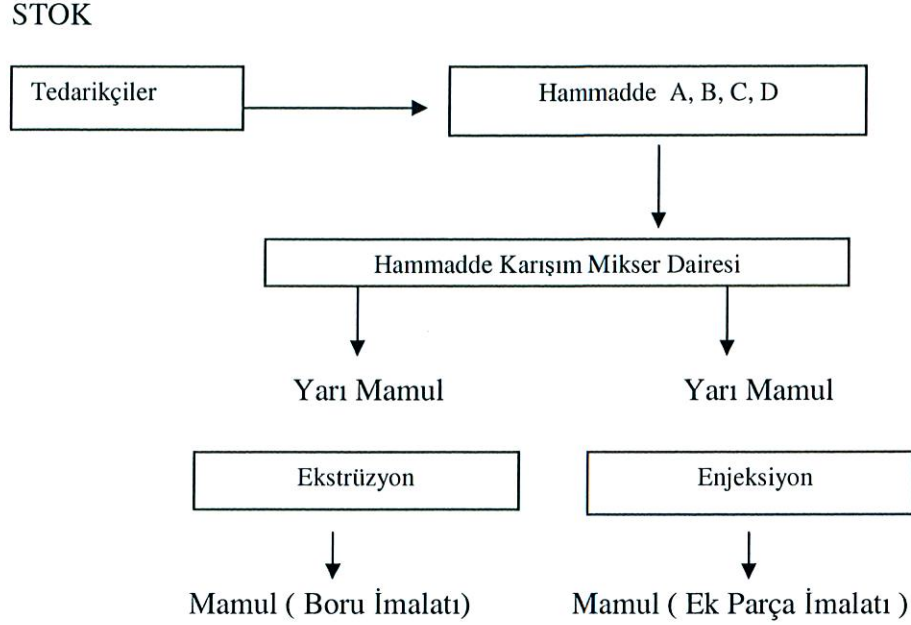 STOK
Tedarikçiler
Hammadde A, B, C, D
Hammadde Karışım Mikser Dairesi
Yarı Mamul
Yarı Mamul
Ekstrüzyon
Enjeksiyon
Mamul ( Boru İmalatı)
Mamul ( Ek Parça İmalatı )